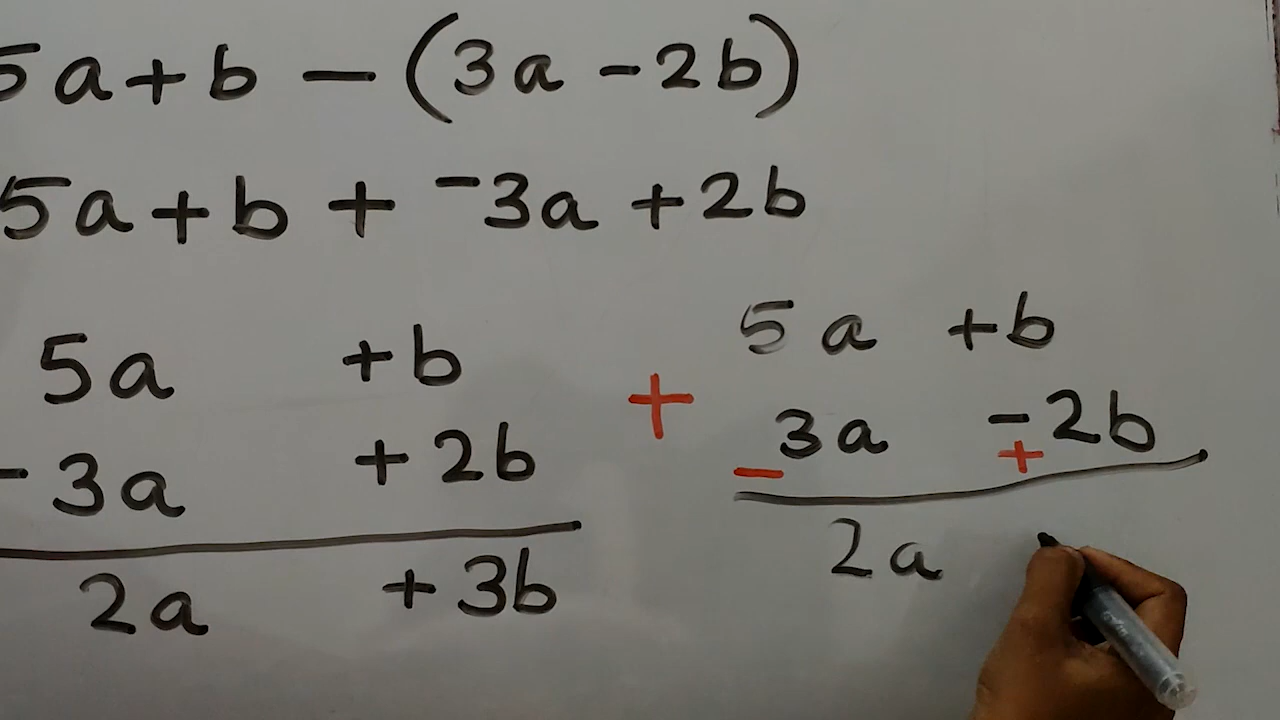 5a+b - (3a - 2b)
5a+b + -3a +2b
5a +b
- 3a +2b
2a + 3b
+
5a +b
3a - 2b
- +
2a